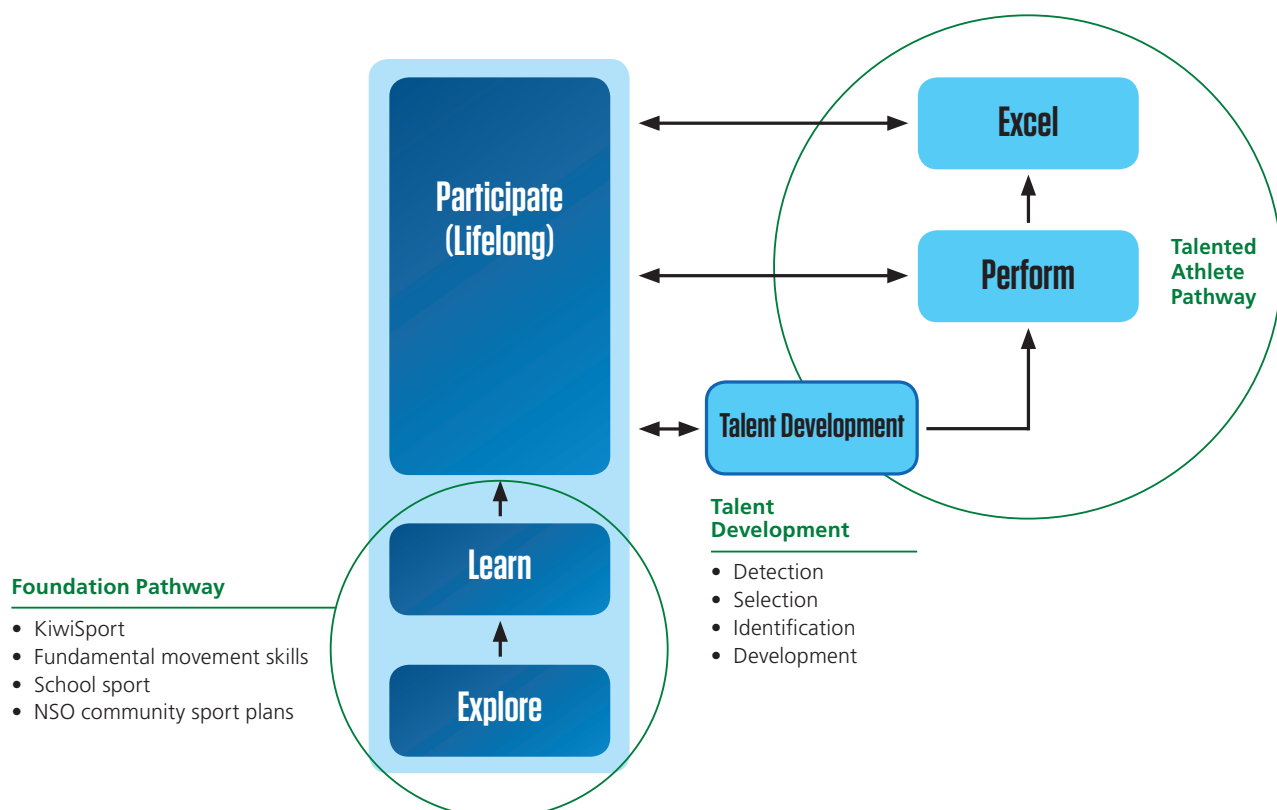 Excel
Participate
(Lifelong)
Perform
Talented
Athlete
Pathway
Talent Development
Talent
Development
• Detection
• Selection
• Identification
• Development
Learn
Foundation Pathway
• KiwiSport
• Fundamental movement skills
• School sport
• NSO community sport plans
Explore